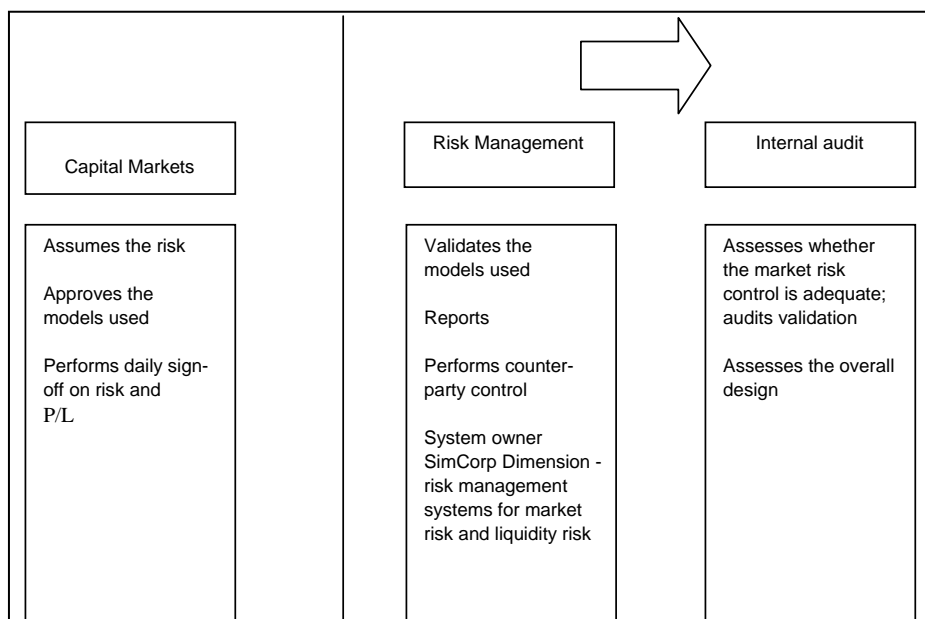 Capital Markets
Risk Management
Internal audit
Assumes the risk
Approves the
models used
Performs daily sign-
off on risk and
P/L
Validates the
models used
Reports
Performs counter-
party control
System owner
SimCorp Dimension -
risk management
systems for market
risk and liquidity risk
Assesses whether
the market risk
control is adequate;
audits validation
Assesses the overall
design